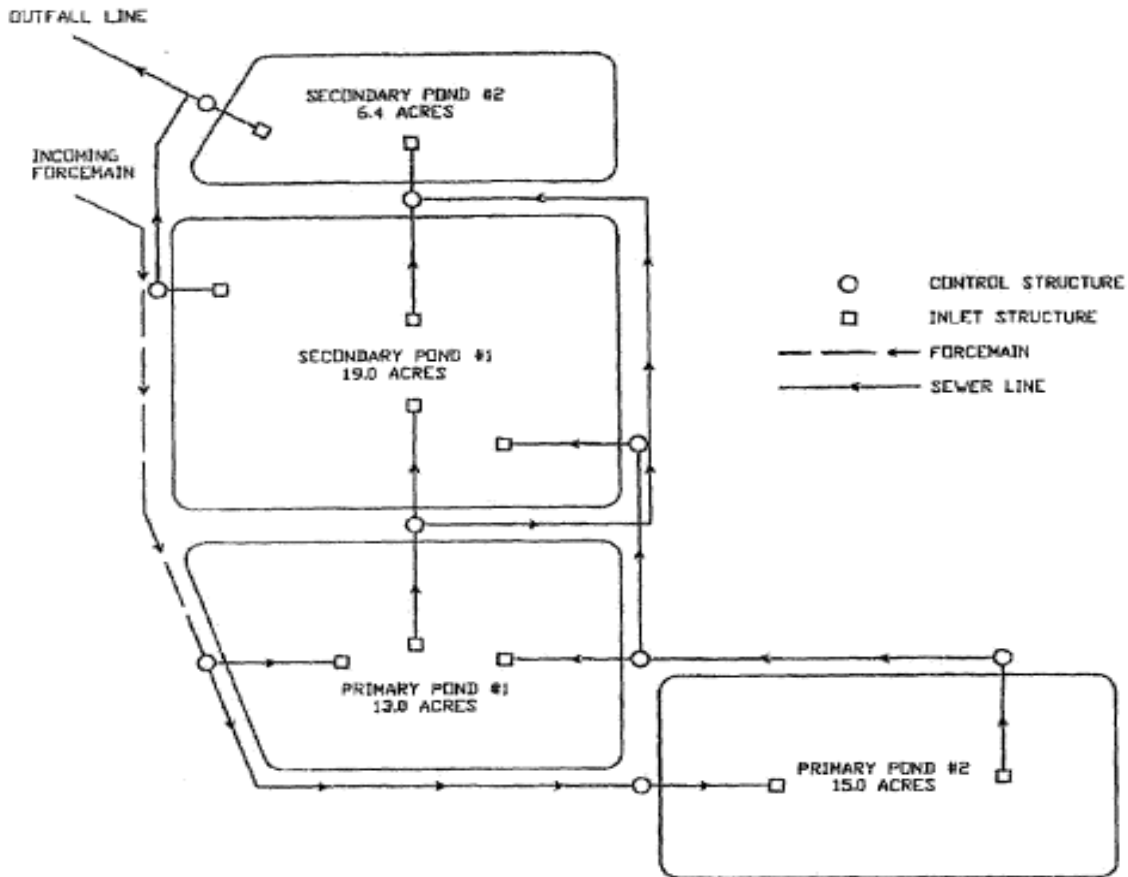 OUTFALL LINE
SECONDARY POND #2
6.4 ACRES
INCOMING
FORCEMAIN
CONTROL STRUCTURE
INLET STRUCTURE
FORCEMAIN
SEWER LINE
SECONDARY POND #1
19.0 ACRES
PRIMARY POND #1
13.0 ACRES
PRIMARY POND #2
15.0 ACRES